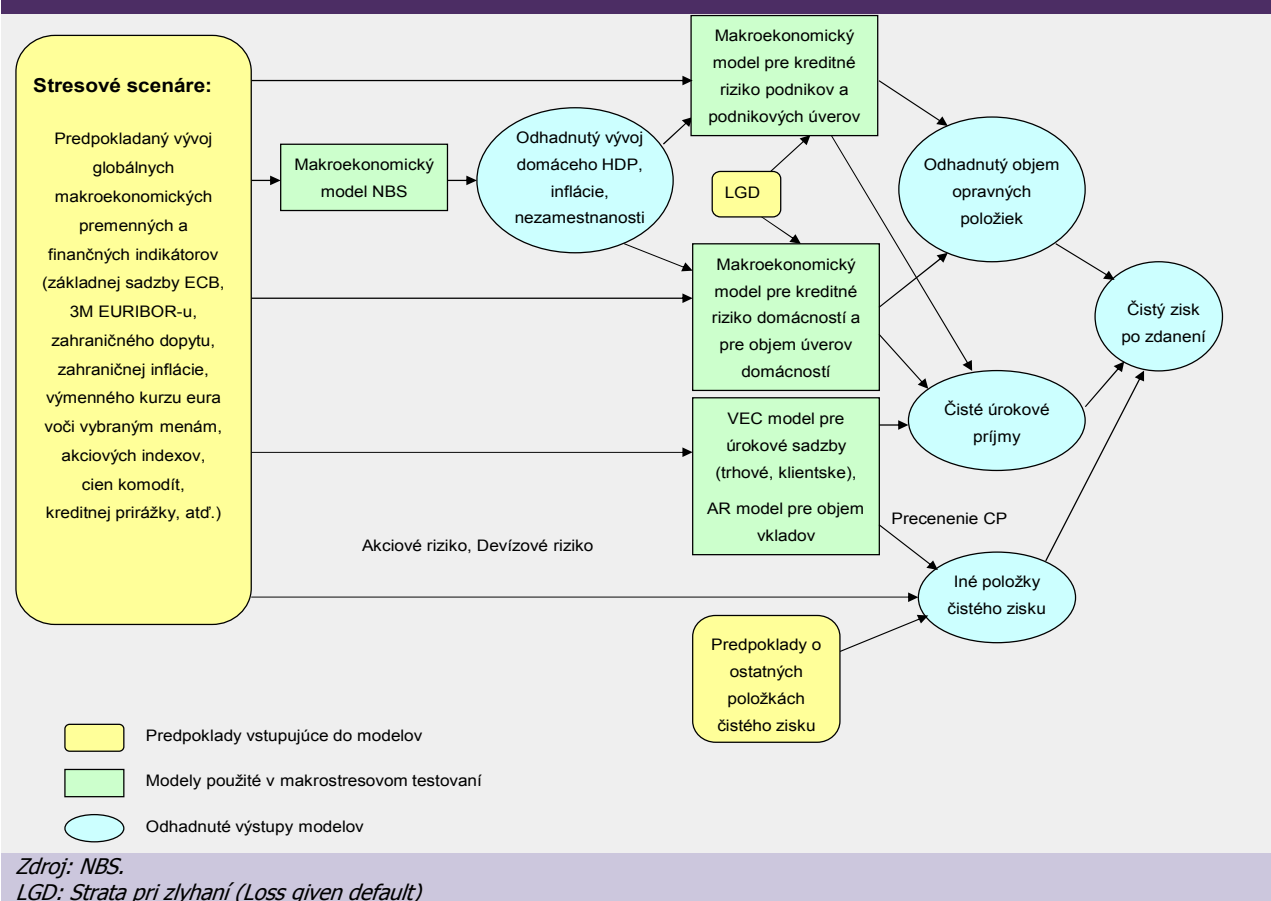 Stresové scenáre:
Predpokladaný vývoj
globálnych
makroekonomických
premenných a
finančných indikátorov
(základnej sadzby ECB,
3M EURIBOR-u,
zahraničného dopytu,
zahraničnej inflácie,
výmenného kurzu eura
voči vybraným menám,
akciových indexov,
cien komodít,
kreditnej prirážky, atď.)
Makroekonomický
model NBS
Odhadnutý vývoj
domáceho HDP,
inflácie,
nezamestnanosti
Makroekonomický
model pre kreditné
riziko podnikov a
podnikových úverov
LGD
Makroekonomický
model pre kreditné
riziko domácností a
pre objem úverov
domácností
VEC model pre
úrokové sadzby
(trhové, klientske),
AR model pre objem
vkladov
Odhadnutý objem
opravných
položiek
Čistý zisk
po zdanení
Čisté úrokové
príjmy
Precenenie CP
Akciové riziko, Devízové riziko
Iné položky
čistého zisku
Predpoklady o
ostatných
položkách
čistého zisku
Predpoklady vstupujúce do modelov
Modely použité v makrostresovom testovaní
Odhadnuté výstupy modelov
Zdroj: NBS.
LGD: Strata pri zlyhaní (Loss given default)